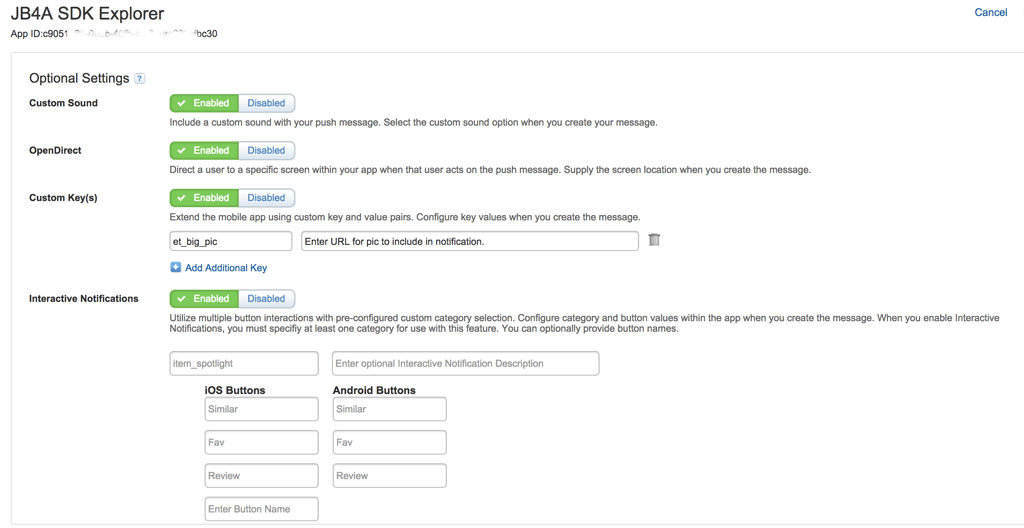 JB4A SDK Explorer
Cancel
App ID:c9051 fbc30
Optional Settings ?
Custom Sound
Enabled Disabled
Include a custom sound with your push message. Select the custom sound option when you create your message.
OpenDirect
Enabled Disabled
Direct a user to a specific screen within your app when that user acts on the push message. Supply the screen location when you create the message.
Custom Key(s)
Enabled Disabled
Extend the mobile app using custom key and value pairs. Configure key values when you create the message.
et_big_pic Enter URL for pic to include in notification.
Add Additional Key
Interactive Notifications
Enabled Disabled
Utilize multiple button interactions with pre-configured custom category selection. Configure category and button values within the app when you create the message. When you enable Interactive
Notifications, you must specifiy at least one category for use with this feature. You can optionally provide button names.
item_spotlight Enter optional Interactive Notification Description
iOS Buttons Android Buttons
Similar Similar
Fav Fav
Review Review
Enter Button Name